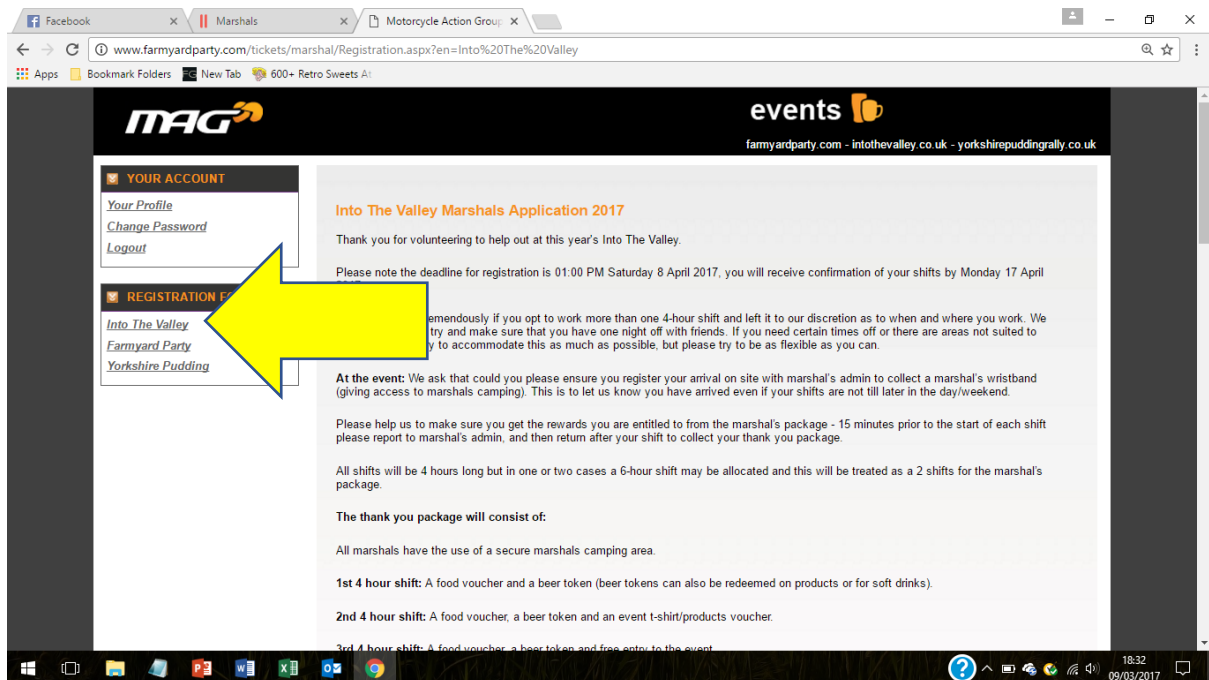 Facebook
Marshals
Motorcycle Action Group
www.farmyardparty.com/tickets/marshal/Registration.aspx?en=Into%20The%20Valley
Apps
Bookmark Folders
New Tab
600+ Retro Sweets At
MAG
events
farmyardparty.com - intothevalley.co.uk - yorkshirepuddingrally.co.uk
YOUR ACCOUNT
Your Profile
Change Password
Logout
REGISTRATION
Into The Valley
Farmyard Party
Yorkshire Pudding
Into The Valley Marshals Application 2017
Thank you for volunteering to help out at this year's Into The Valley.
Please note the deadline for registration is 01:00 PM Saturday 8 April 2017, you will receive confirmation of your shifts by Monday 17 April
if you opt to work more than one 4-hour shift and left it to our discretion as to when and where you work. We
try and make sure that you have one night off with friends. If you need certain times off or there are areas not suited to
to accommodate this as much as possible, but please try to be as flexible as you can.
At the event: We ask that could you please ensure you register your arrival on site with marshal's admin to collect a marshal's wristband
(giving access to marshals camping). This is to let us know you have arrived even if your shifts are not till later in the day/weekend.
Please help us to make sure you get the rewards you are entitled to from the marshal's package - 15 minutes prior to the start of each shift
please report to marshal's admin, and then return after your shift to collect your thank you package.
All shifts will be 4 hours long but in one or two cases a 6-hour shift may be allocated and this will be treated as a 2 shifts for the marshal's
package.
The thank you package will consist of:
All marshals have the use of a secure marshals camping area.
1st 4 hour shift: A food voucher and a beer token (beer tokens can also be redeemed on products or for soft drinks).
2nd 4 hour shift: A food voucher, a beer token and an event t-shirt/products voucher.
3rd 4 hour shift: A food voucher, a beer token and free entry to the event
18:32
09/03/2017